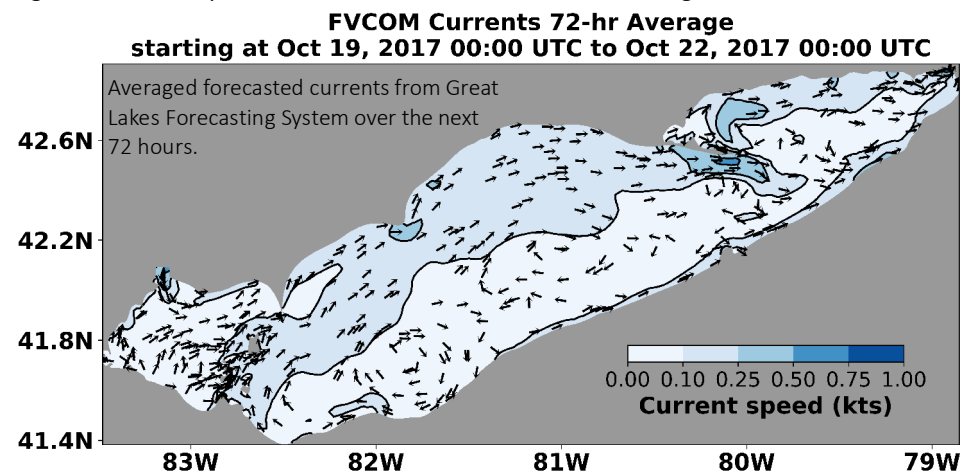 FVCOM Currents 72-hr Average
starting at Oct 19, 2017 00:00 UTC to Oct 22, 2017 00:00 UTC
Averaged forecasted currents from Great
Lakes Forecasting System over the next
72 hours.
42.6N
42.2N
41.8N
41.4N
0.00 0.10 0.25 0.50 0.75 1.00
Current speed (kts)
83W 82W 81W 80W 79W